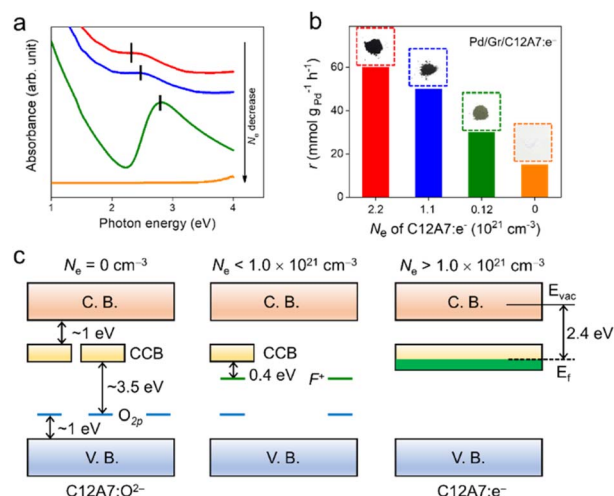 a
Absorbance (arb. unit)
Nₑ decrease
1 2 3 4
Photon energy (eV)
b
Pd/Gr/C12A7:e⁻
r (mmol g Pd⁻¹ h⁻¹)
60
40
20
0
2.2 1.1 0.12 0
Nₑ of C12A7:e⁻ (10²¹ cm⁻³)
c
Nₑ = 0 cm⁻³ Nₑ < 1.0 × 10²¹ cm⁻³ Nₑ > 1.0 × 10²¹ cm⁻³
C. B. C. B. C. B. Eᵥₐc
~1 eV
2.4 eV
CCB CCB
0.4 eV F⁺ E_f
~3.5 eV
O₂ₚ
~1 eV
V. B. V. B. V. B.
C12A7:O²⁻ C12A7:e⁻